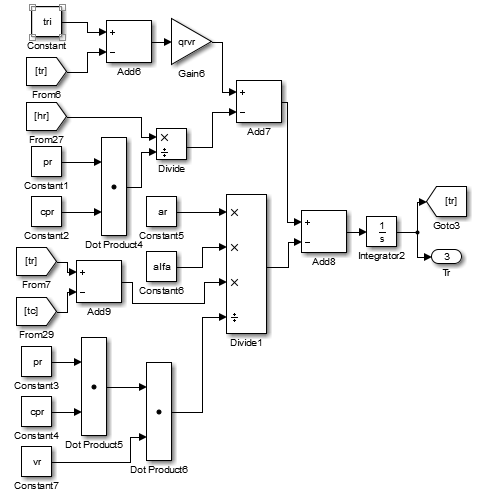 tri
Constant
[tr]
From6
+
−
Add6
qrvr
Gain6
[hr]
From27
×
÷
Divide
+
−
Add7
pr
Constant1
cpr
Constant2
Dot Product4
ar
Constant5
alfa
Constant6
×
×
×
÷
Divide1
[tr]
From7
[tc]
From29
+
−
Add9
+
−
Add8
1
s
Integrator2
[tr]
Goto3
3
Tr
pr
Constant3
cpr
Constant4
Dot Product5
vr
Constant7
Dot Product6